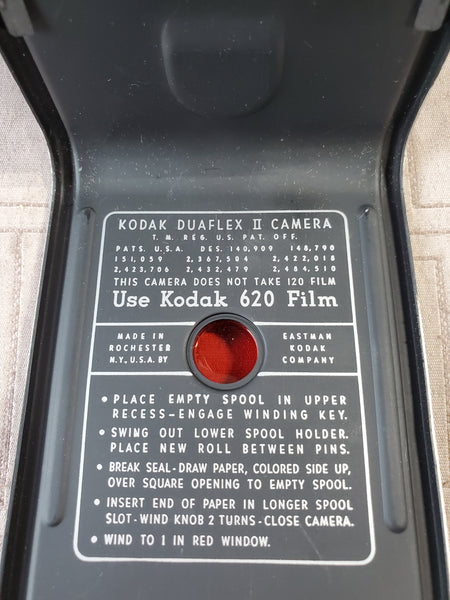 KODAK DUAFLEX II CAMERA
T. M. REG. U.S. PAT. OFF.
PATS. U.S.A. DES. 140,909 148,790
151,059 2,367,504 2,422,018
2,423,706 2,432,479 2,484,510
THIS CAMERA DOES NOT TAKE 120 FILM
Use Kodak 620 Film
MADE IN
ROCHESTER
N.Y., U.S.A. BY
EASTMAN
KODAK
COMPANY
• PLACE EMPTY SPOOL IN UPPER
RECESS-ENGAGE WINDING KEY.
• SWING OUT LOWER SPOOL HOLDER.
PLACE NEW ROLL BETWEEN PINS.
• BREAK SEAL-DRAW PAPER, COLORED SIDE UP,
OVER SQUARE OPENING TO EMPTY SPOOL.
• INSERT END OF PAPER IN LONGER SPOOL
SLOT-WIND KNOB 2 TURNS-CLOSE CAMERA.
• WIND TO 1 IN RED WINDOW.